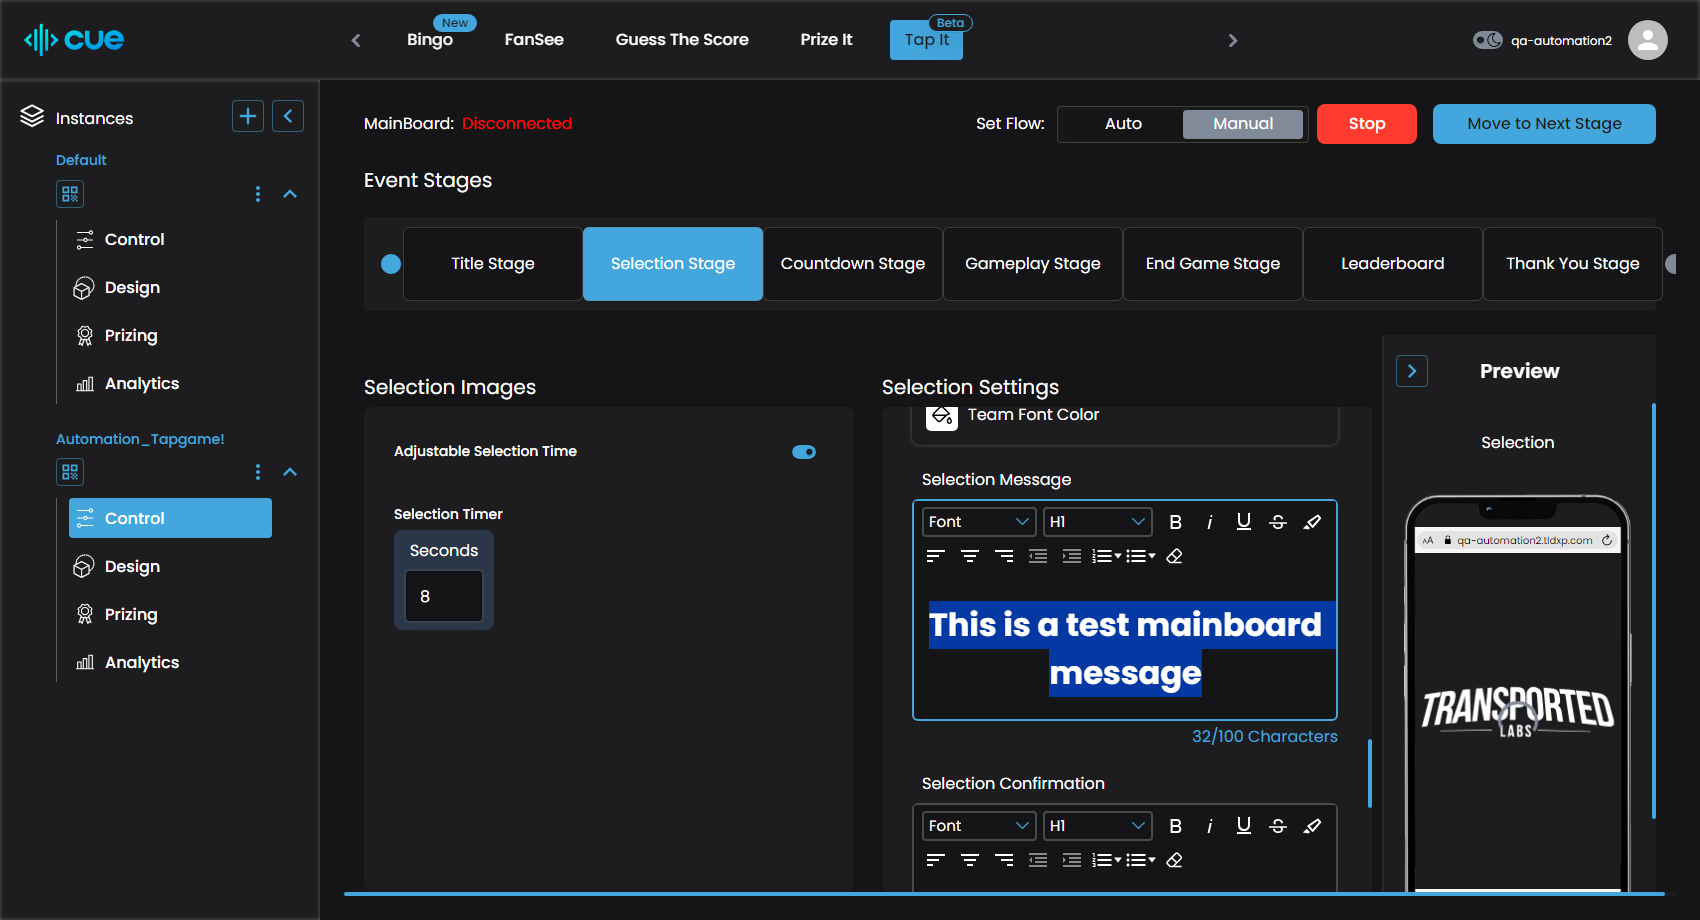 cue
New
Bingo
FanSee
Guess The Score
Prize It
Beta
Tap It
qa-automation2
Instances
Default
Control
Design
Prizing
Analytics
Automation_Tapgame!
Control
Design
Prizing
Analytics
MainBoard: Disconnected
Set Flow:
Auto
Manual
Stop
Move to Next Stage
Event Stages
Title Stage
Selection Stage
Countdown Stage
Gameplay Stage
End Game Stage
Leaderboard
Thank You Stage
Selection Images
Adjustable Selection Time
Selection Timer
Seconds
8
Selection Settings
Team Font Color
Selection Message
Font
H1
B i U S
This is a test mainboard
message
32/100 Characters
Selection Confirmation
Font
H1
B i U S
Preview
Selection
AA qa-automation2.tldxp.com
TRANSPORTED
LABS